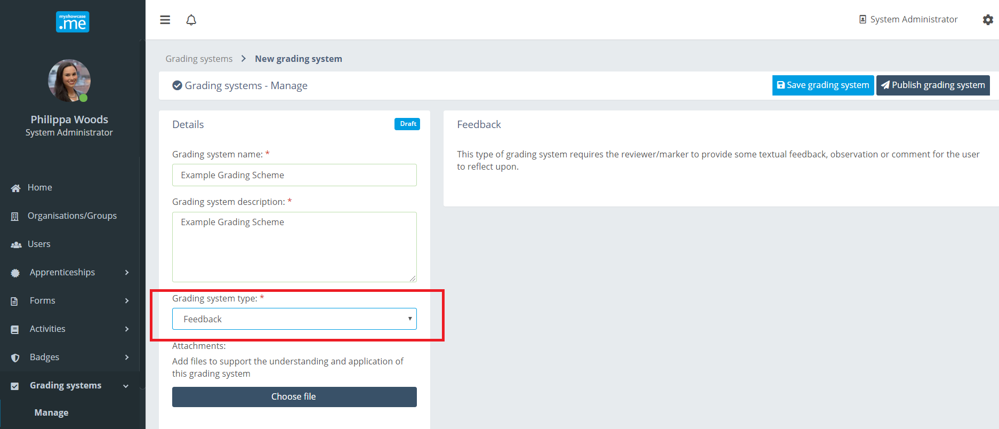 myshowcase
.me
System Administrator
Philippa Woods
System Administrator
Home
Organisations/Groups
Users
Apprenticeships
Forms
Activities
Badges
Grading systems
Manage
Grading systems > New grading system
Grading systems - Manage
Save grading system
Publish grading system
Details
Draft
Grading system name: *
Example Grading Scheme
Grading system description: *
Example Grading Scheme
Grading system type: *
Feedback
Attachments:
Add files to support the understanding and application of
this grading system
Choose file
Feedback
This type of grading system requires the reviewer/marker to provide some textual feedback, observation or comment for the user
to reflect upon.